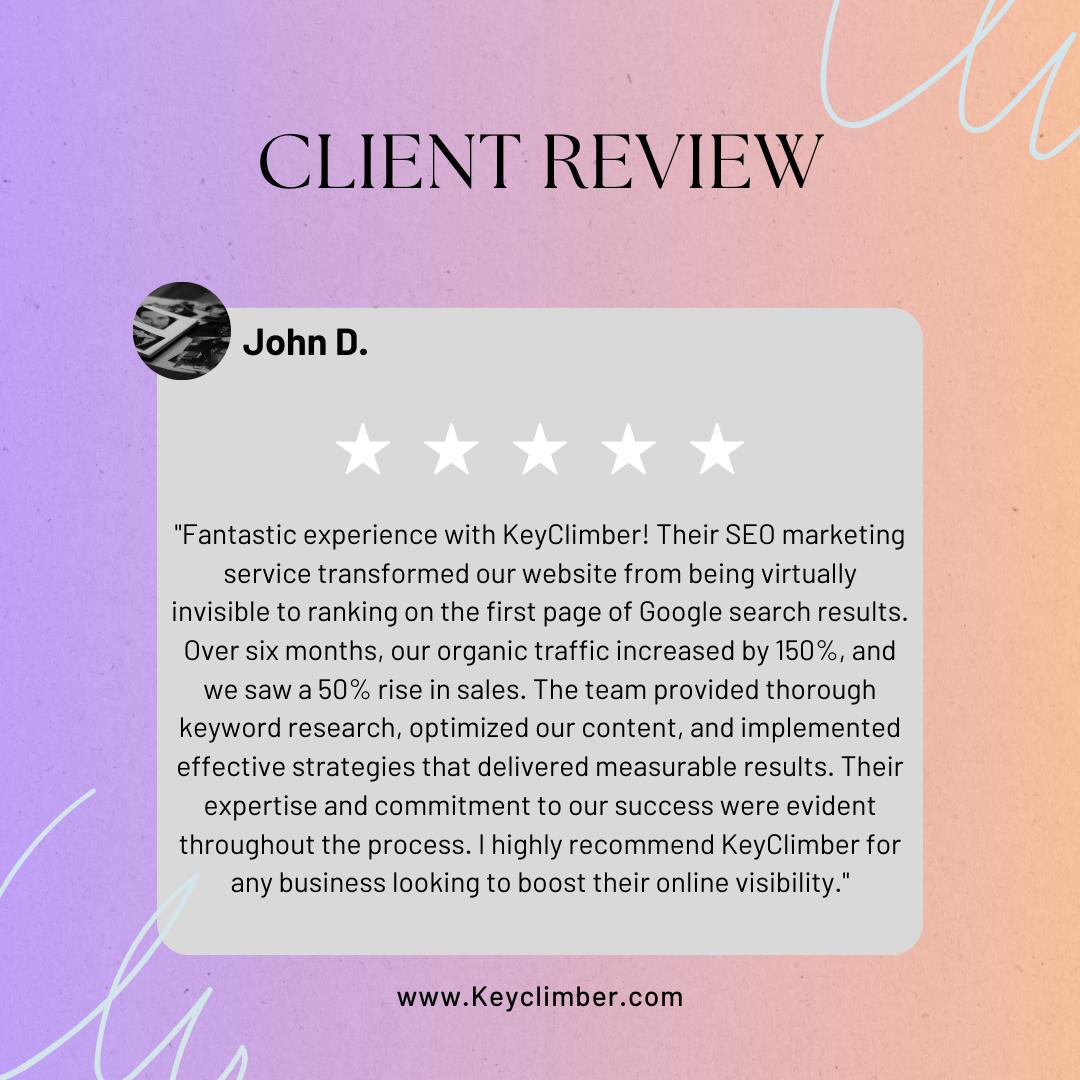 CLIENT REVIEW
John D.
"Fantastic experience with KeyClimber! Their SEO marketing
service transformed our website from being virtually
invisible to ranking on the first page of Google search results.
Over six months, our organic traffic increased by 150%, and
we saw a 50% rise in sales. The team provided thorough
keyword research, optimized our content, and implemented
effective strategies that delivered measurable results. Their
expertise and commitment to our success were evident
throughout the process. I highly recommend KeyClimber for
any business looking to boost their online visibility."
www.Keyclimber.com